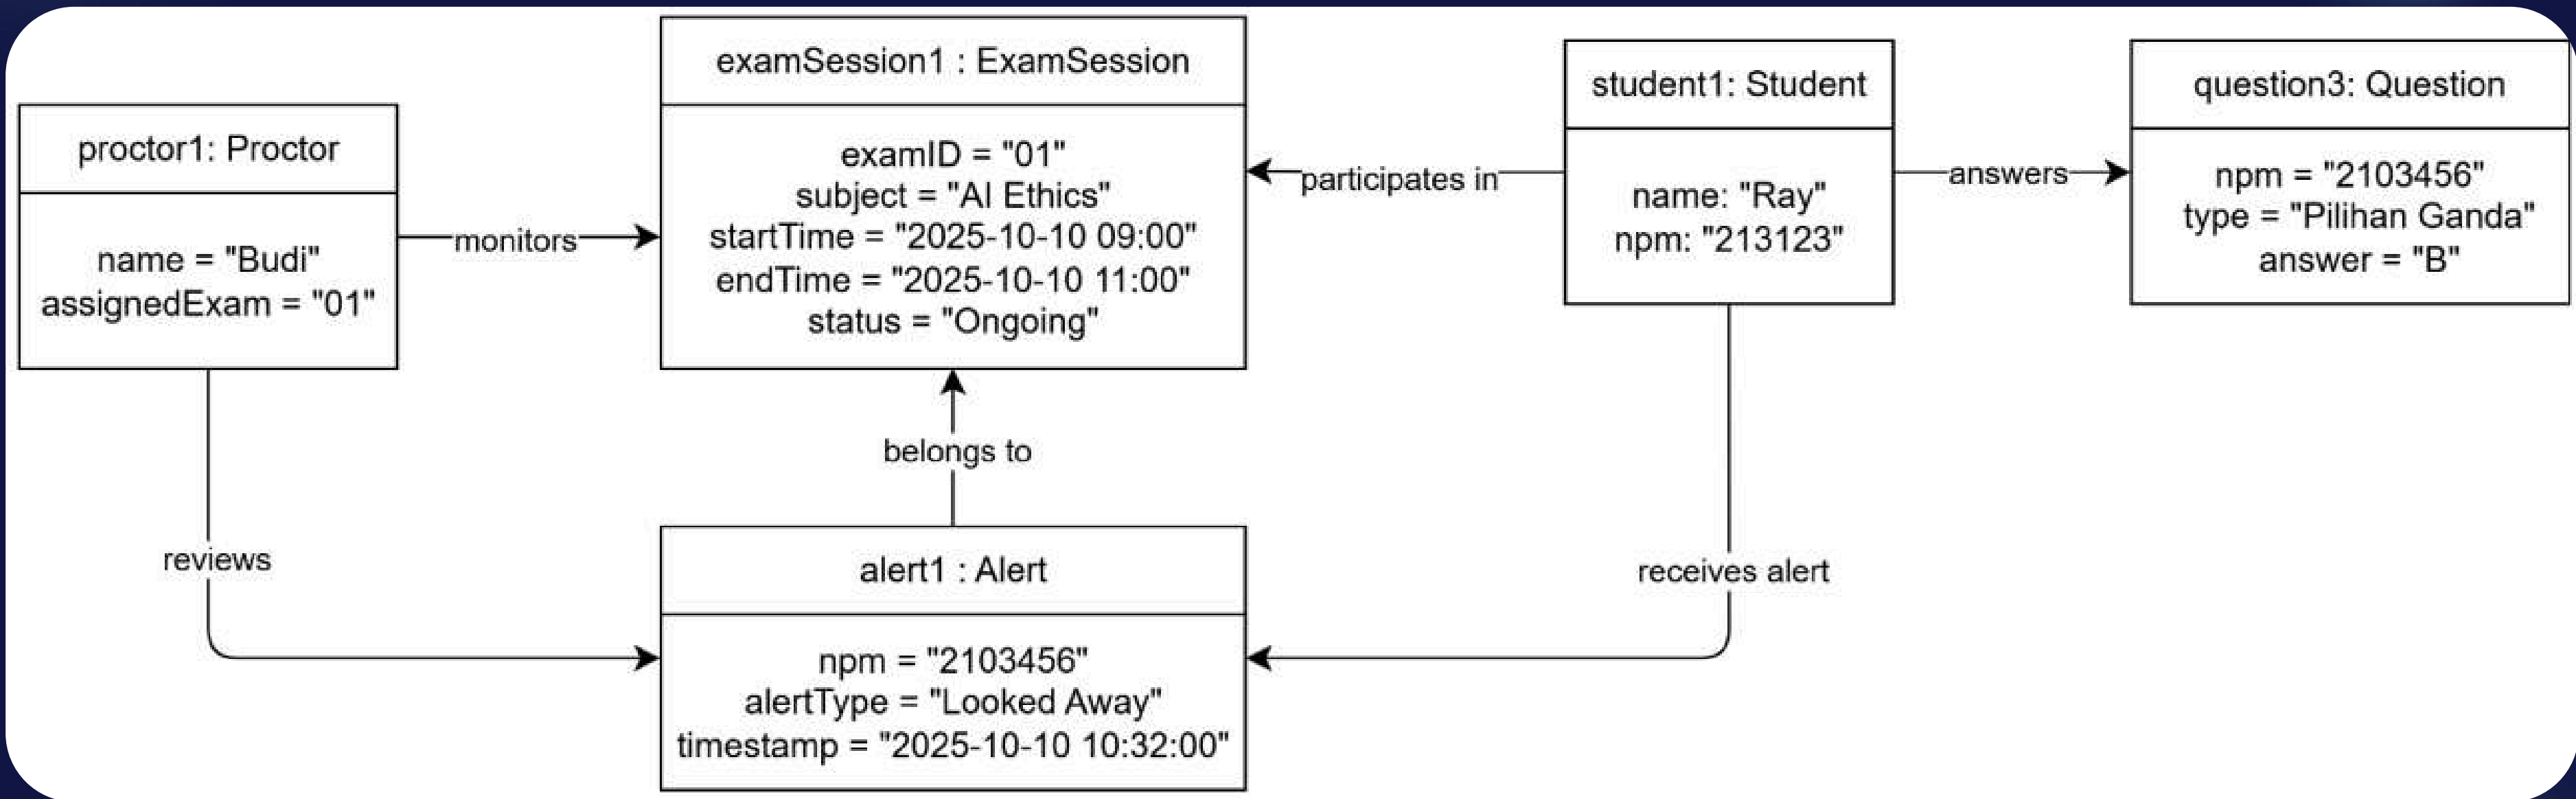 proctor1: Proctor
name = "Budi"
assignedExam = "01"
monitors
examSession1 : ExamSession
examID = "01"
subject = "AI Ethics"
startTime = "2025-10-10 09:00"
endTime = "2025-10-10 11:00"
status = "Ongoing"
participates in
student1: Student
name: "Ray"
npm: "213123"
answers
question3: Question
npm = "2103456"
type = "Pilihan Ganda"
answer = "B"
belongs to
reviews
receives alert
alert1 : Alert
npm = "2103456"
alertType = "Looked Away"
timestamp = "2025-10-10 10:32:00"